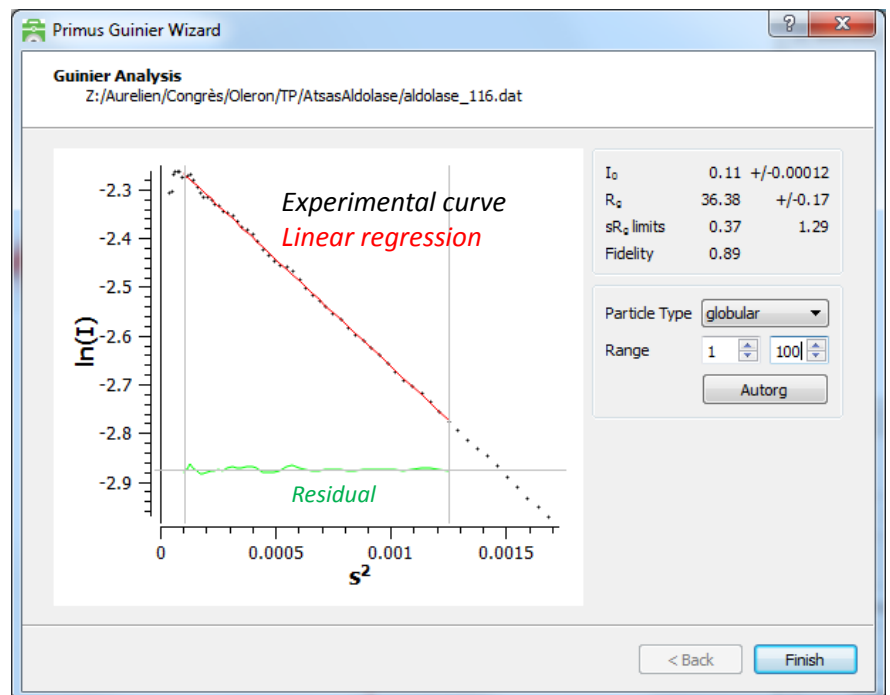 Primus Guinier Wizard
Guinier Analysis
Z:/Aurelien/Congrès/Oleron/TP/AtsasAldolase/aldolase_116.dat
Experimental curve
Linear regression
Residual
ln(I)
-2.3
-2.4
-2.5
-2.6
-2.7
-2.8
-2.9
0 0.0005 0.001 0.0015
s²
I₀ 0.11 +/-0.00012
Rg 36.38 +/-0.17
sRg limits 0.37 1.29
Fidelity 0.89
Particle Type globular
Range 1 100
Autorg
< Back Finish